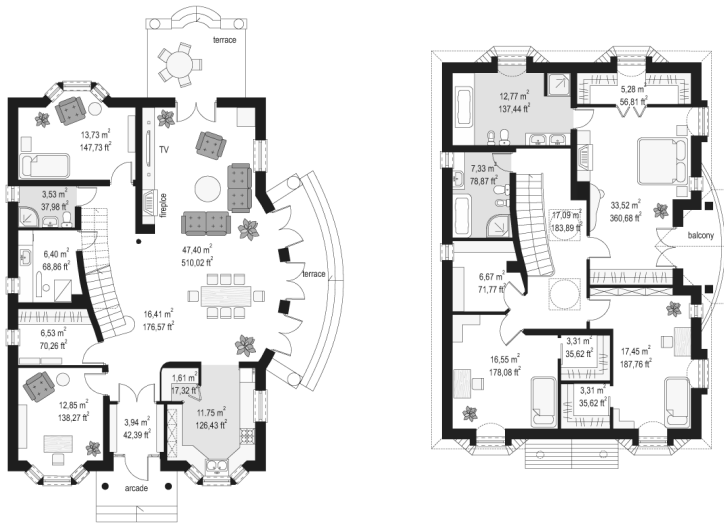 terrace
13,73 m²
147,73 ft²
TV
3,53 m²
37,98 ft²
fireplce
6,40 m²
68,86 ft²
47,40 m²
510,02 ft²
terrace
16,41 m²
176,57 ft²
6,53 m²
70,26 ft²
1,61 m²
17,32 ft²
12,85 m²
138,27 ft²
3,94 m²
42,39 ft²
11,75 m²
126,43 ft²
arcade
12,77 m²
137,44 ft²
5,28 m²
56,81 ft²
7,33 m²
78,87 ft²
33,52 m²
360,68 ft²
17,09 m²
183,89 ft²
balcony
6,67 m²
71,77 ft²
16,55 m²
178,08 ft²
3,31 m²
35,62 ft²
17,45 m²
187,76 ft²
3,31 m²
35,62 ft²